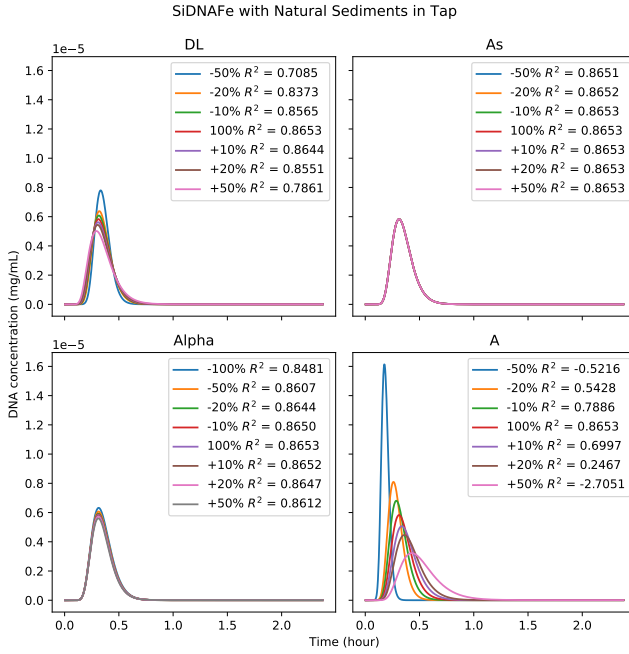 SiDNAFe with Natural Sediments in Tap
DL
1e−5
1.6
1.4
1.2
1.0
0.8
0.6
0.4
0.2
0.0
-50% R² = 0.7085
-20% R² = 0.8373
-10% R² = 0.8565
100% R² = 0.8653
+10% R² = 0.8644
+20% R² = 0.8551
+50% R² = 0.7861
As
-50% R² = 0.8651
-20% R² = 0.8652
-10% R² = 0.8653
100% R² = 0.8653
+10% R² = 0.8653
+20% R² = 0.8653
+50% R² = 0.8653
DNA concentration (mg/mL)
Alpha
1e−5
1.6
1.4
1.2
1.0
0.8
0.6
0.4
0.2
0.0
-100% R² = 0.8481
-50% R² = 0.8607
-20% R² = 0.8644
-10% R² = 0.8650
100% R² = 0.8653
+10% R² = 0.8652
+20% R² = 0.8647
+50% R² = 0.8612
0.0 0.5 1.0 1.5 2.0
A
-50% R² = -0.5216
-20% R² = 0.5428
-10% R² = 0.7886
100% R² = 0.8653
+10% R² = 0.6997
+20% R² = 0.2467
+50% R² = -2.7051
0.0 0.5 1.0 1.5 2.0
Time (hour)